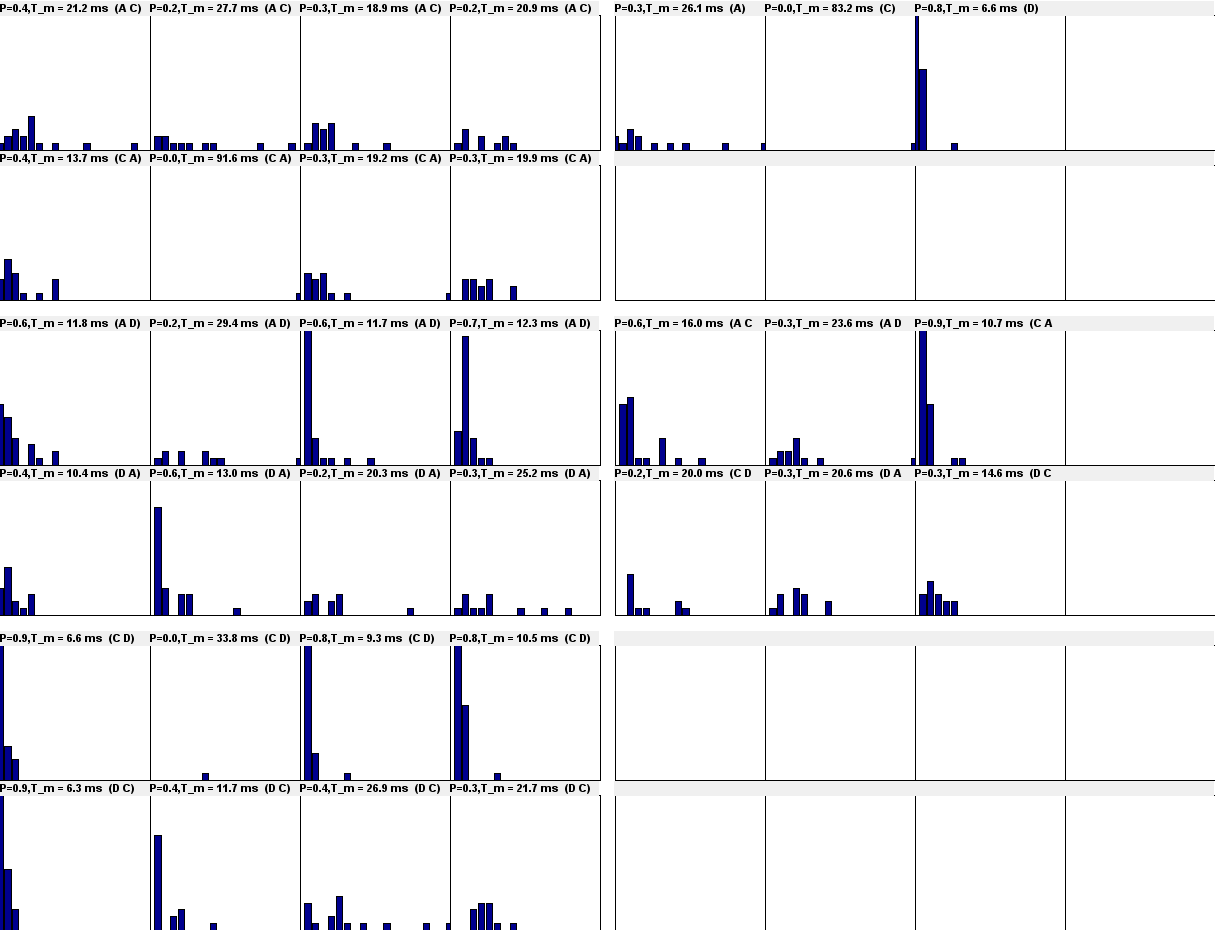 P=0.4,T_m = 21.2 ms (A C) P=0.2,T_m = 27.7 ms (A C) P=0.3,T_m = 18.9 ms (A C) P=0.2,T_m = 20.9 ms (A C) P=0.3,T_m = 26.1 ms (A) P=0.0,T_m = 83.2 ms (C) P=0.8,T_m = 6.6 ms (D)
P=0.4,T_m = 13.7 ms (C A) P=0.0,T_m = 91.6 ms (C A) P=0.3,T_m = 19.2 ms (C A) P=0.3,T_m = 19.9 ms (C A)
P=0.6,T_m = 11.8 ms (A D) P=0.2,T_m = 29.4 ms (A D) P=0.6,T_m = 11.7 ms (A D) P=0.7,T_m = 12.3 ms (A D) P=0.6,T_m = 16.0 ms (A C P=0.3,T_m = 23.6 ms (A D P=0.9,T_m = 10.7 ms (C A
P=0.4,T_m = 10.4 ms (D A) P=0.6,T_m = 13.0 ms (D A) P=0.2,T_m = 20.3 ms (D A) P=0.3,T_m = 25.2 ms (D A) P=0.2,T_m = 20.0 ms (C D P=0.3,T_m = 20.6 ms (D A P=0.3,T_m = 14.6 ms (D C
P=0.9,T_m = 6.6 ms (C D) P=0.0,T_m = 33.8 ms (C D) P=0.8,T_m = 9.3 ms (C D) P=0.8,T_m = 10.5 ms (C D)
P=0.9,T_m = 6.3 ms (D C) P=0.4,T_m = 11.7 ms (D C) P=0.4,T_m = 26.9 ms (D C) P=0.3,T_m = 21.7 ms (D C)